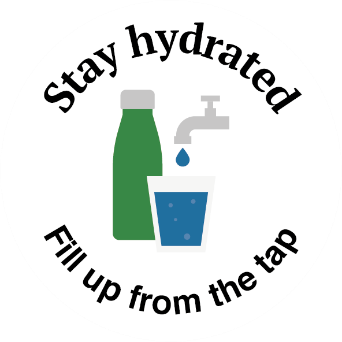 Stay hydrated
Fill up from the tap